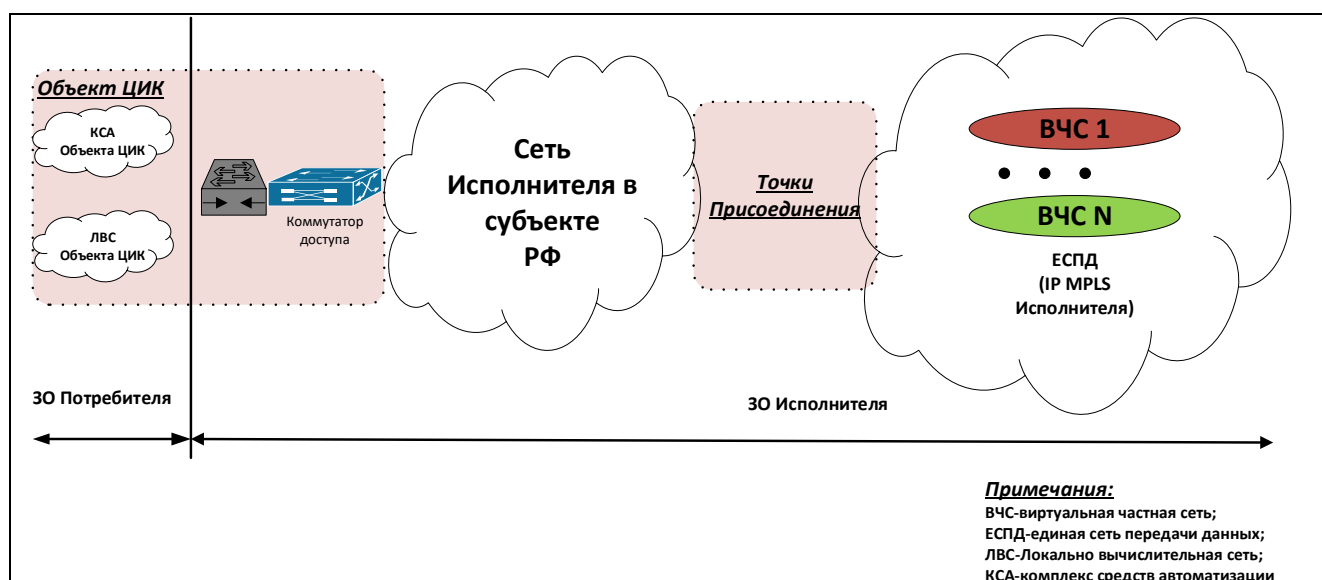 Объект ЦИК
КСА
Объекта ЦИК
ЛВС
Объекта ЦИК
Коммутатор
доступа
Сеть
Исполнителя в
субъекте
РФ
Точки
Присоединения
ВЧС 1
ВЧС N
ЕСПД
(IP MPLS
Исполнителя)
ЗО Потребителя
ЗО Исполнителя
Примечания:
ВЧС-виртуальная частная сеть;
ЕСПД-единая сеть передачи данных;
ЛВС-Локально вычислительная сеть;
КСА-комплекс средств автоматизации